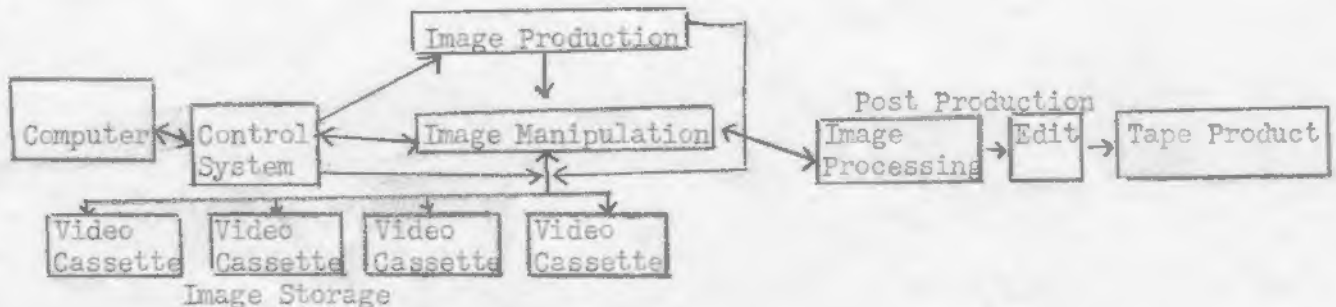 Image Production
Post Production
Computer
Control
System
Image Manipulation
Image
Processing
Edit
Tape Product
Video
Cassette
Video
Cassette
Video
Cassette
Video
Cassette
Image Storage